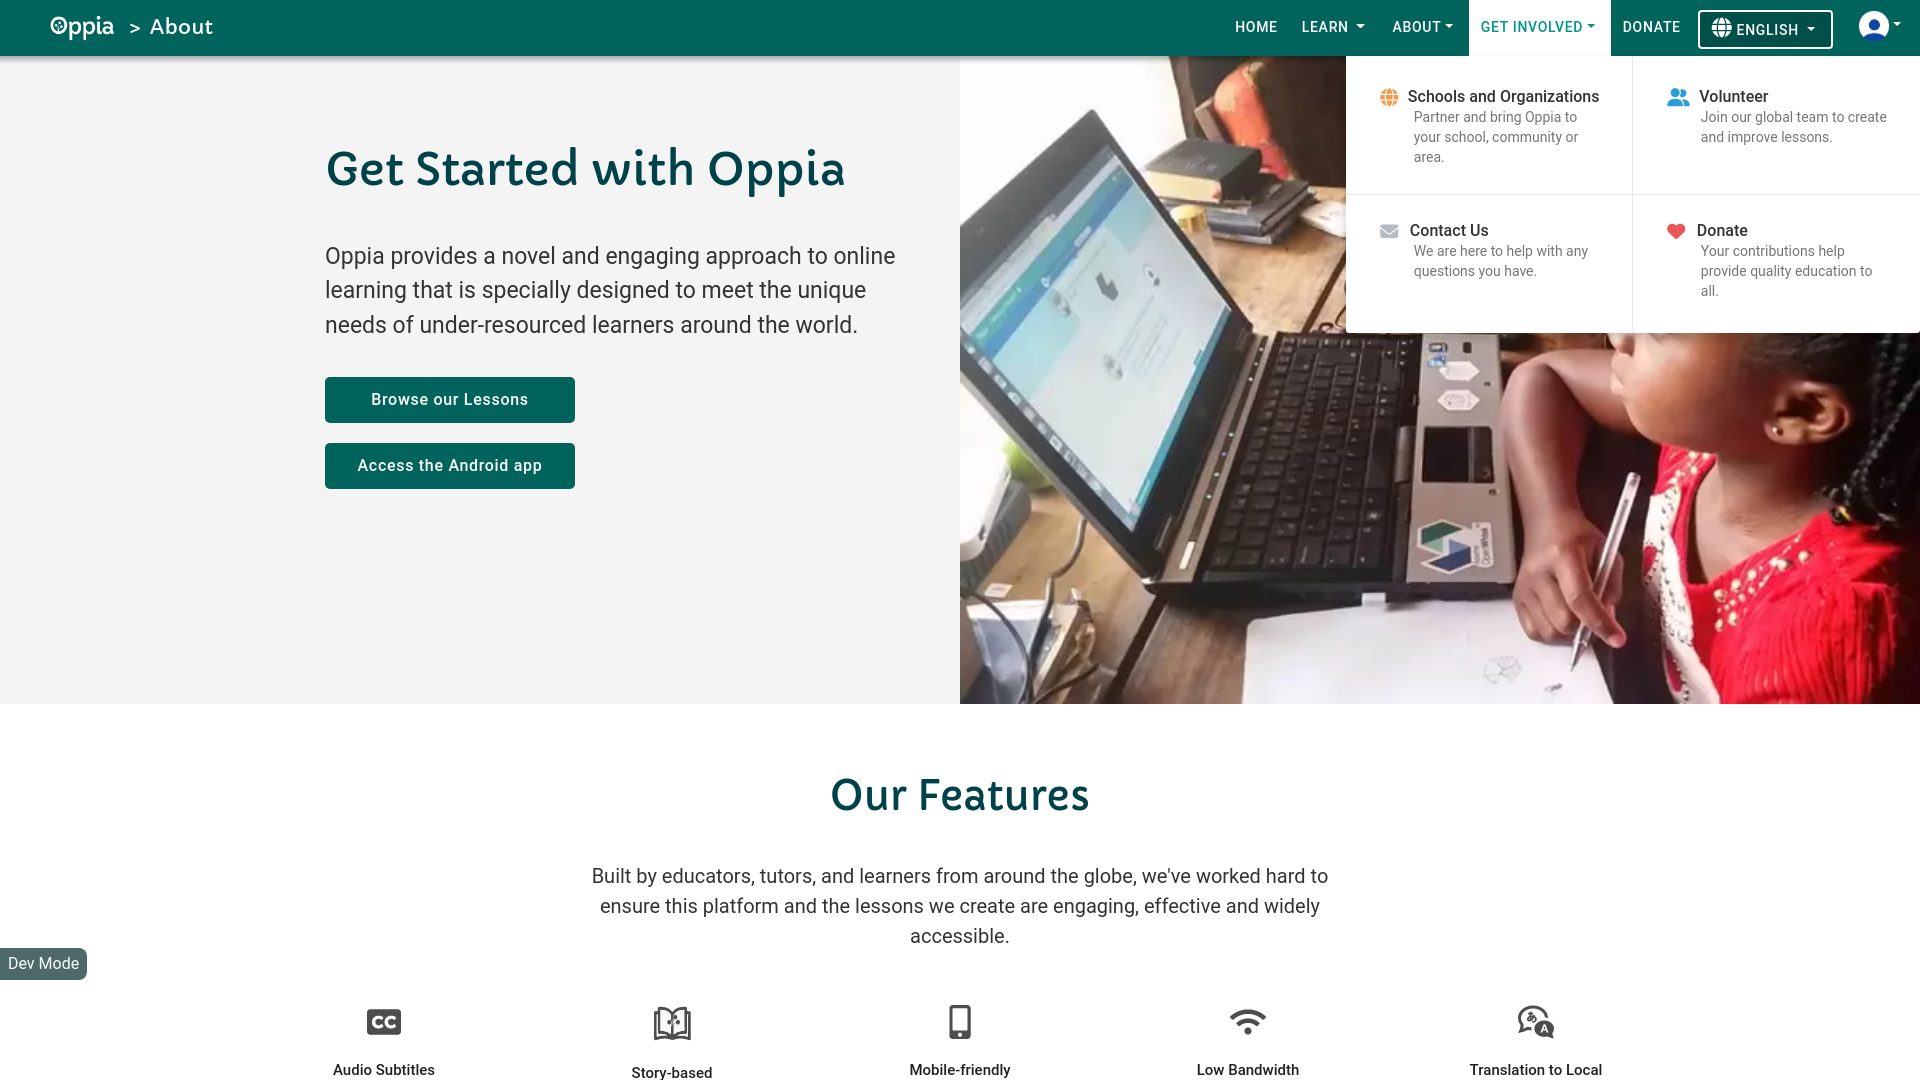 Oppia > About
HOME LEARN ABOUT GET INVOLVED DONATE ENGLISH
Schools and Organizations
Partner and bring Oppia to
your school, community or
area.
Volunteer
Join our global team to create
and improve lessons.
Contact Us
We are here to help with any
questions you have.
Donate
Your contributions help
provide quality education to
all.
Get Started with Oppia
Oppia provides a novel and engaging approach to online
learning that is specially designed to meet the unique
needs of under-resourced learners around the world.
Browse our Lessons
Access the Android app
Our Features
Built by educators, tutors, and learners from around the globe, we've worked hard to
ensure this platform and the lessons we create are engaging, effective and widely
accessible.
Dev Mode
CC
あ A
Audio Subtitles
Story-based
Mobile-friendly
Low Bandwidth
Translation to Local